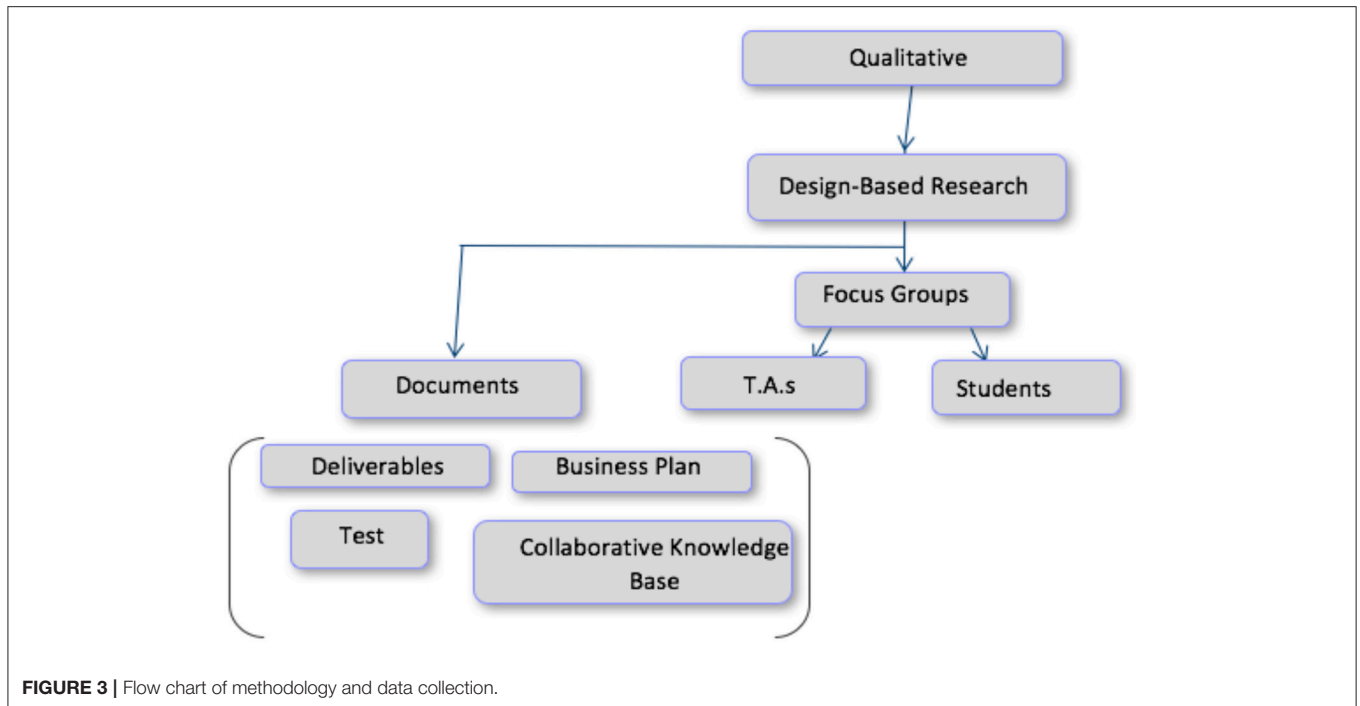 Qualitative
Design-Based Research
Focus Groups
Documents
T.A.s
Students
Deliverables
Business Plan
Test
Collaborative Knowledge
Base
FIGURE 3 | Flow chart of methodology and data collection.